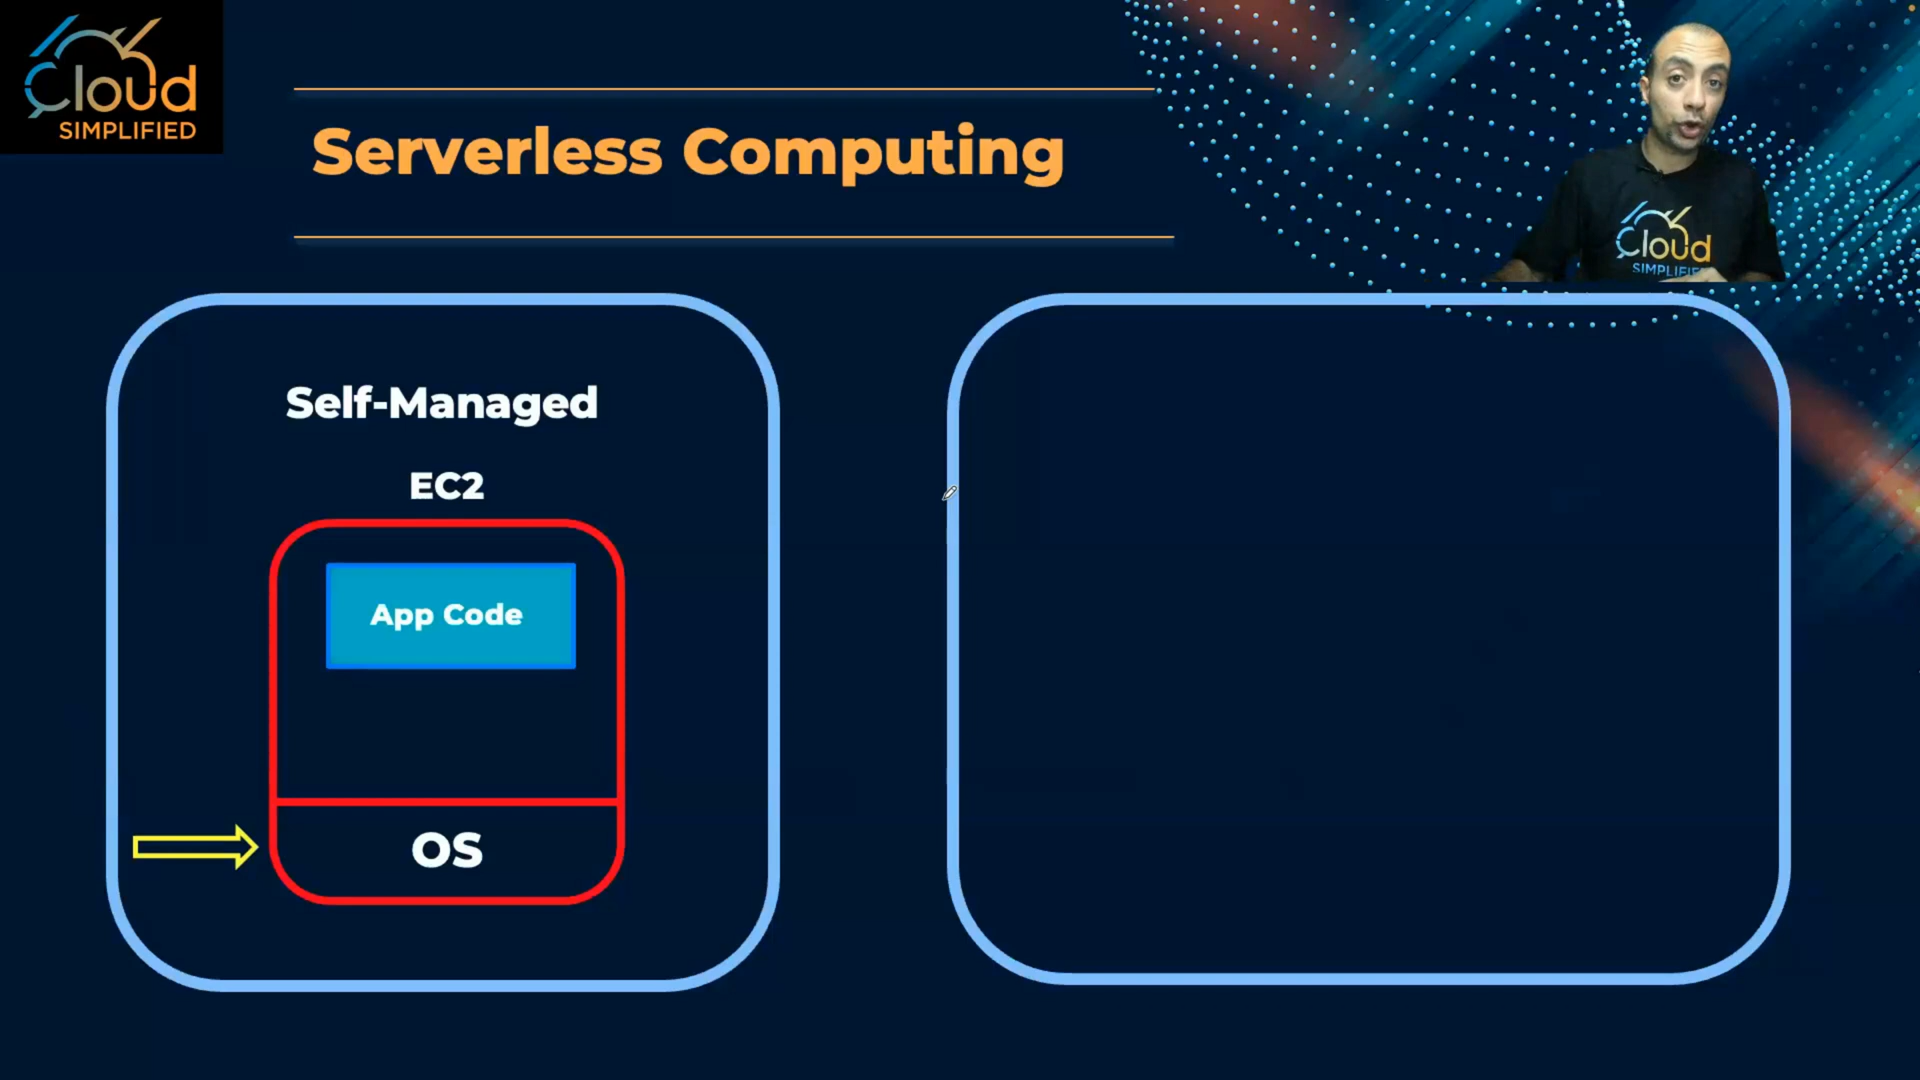 Cloud
SIMPLIFIED
Serverless Computing
Cloud
Self-Managed
EC2
App Code
OS